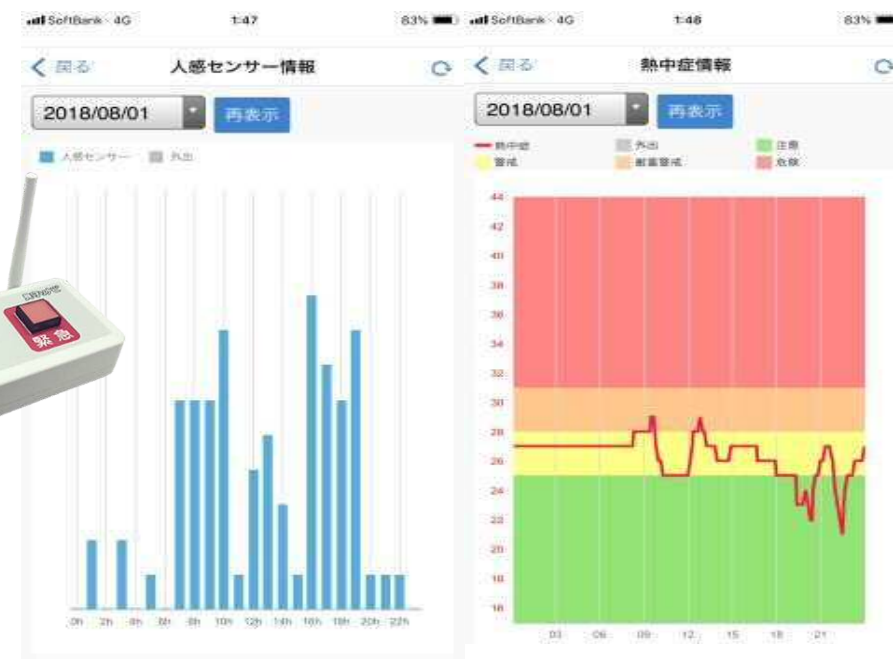 SoftBank 4G 1:47 83%
戻る 人感センサー情報
2018/08/01 再表示
人感センサー 外出
緊急
0h 2h 4h 6h 8h 10h 12h 14h 16h 18h 20h 22h
SoftBank 4G 1:48 83%
戻る 熱中症情報
2018/08/01 再表示
熱中症 外出 注意
警戒 厳重警戒 危険
44
42
40
38
36
34
32
30
28
26
24
22
20
18
16
03 06 09 12 15 18 21